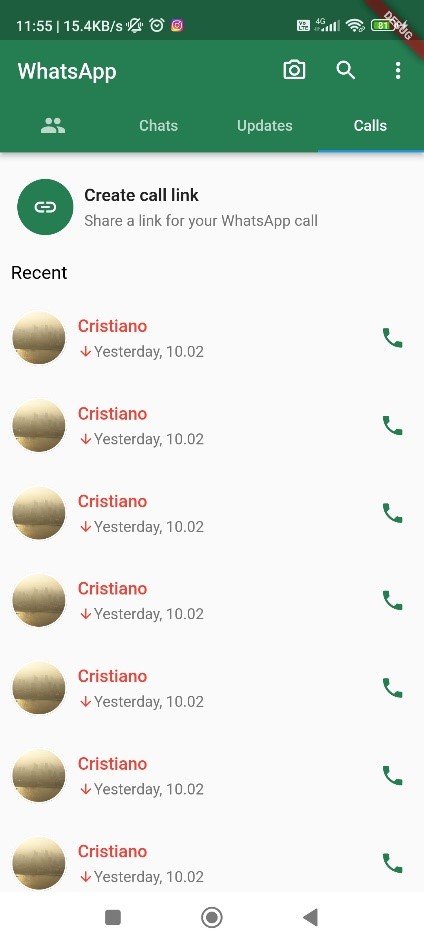 11:55 | 15.4KB/s
4G
81
DEBUG
WhatsApp
Chats Updates Calls
Create call link
Share a link for your WhatsApp call
Recent
Cristiano
Yesterday, 10.02
Cristiano
Yesterday, 10.02
Cristiano
Yesterday, 10.02
Cristiano
Yesterday, 10.02
Cristiano
Yesterday, 10.02
Cristiano
Yesterday, 10.02
Cristiano
Yesterday, 10.02